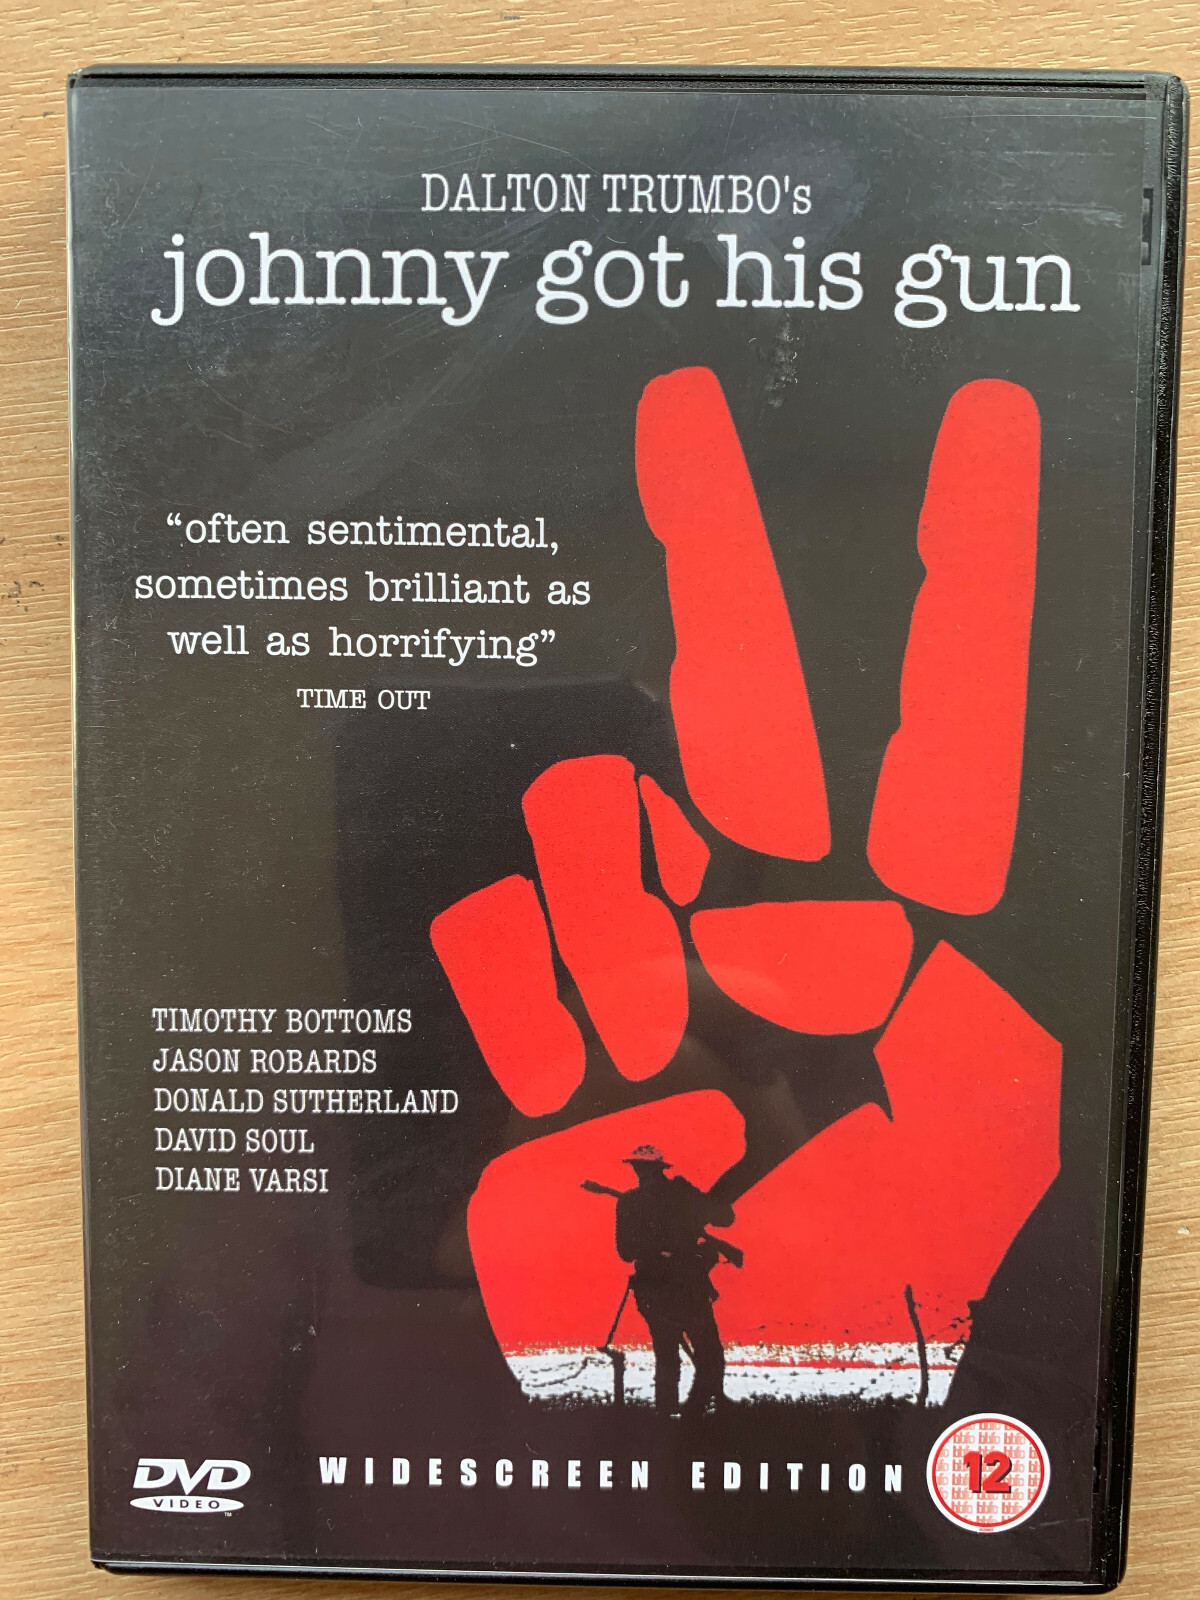 DALTON TRUMBO's
johnny got his gun
“often sentimental,
sometimes brilliant as
well as horrifying”
TIME OUT
TIMOTHY BOTTOMS
JASON ROBARDS
DONALD SUTHERLAND
DAVID SOUL
DIANE VARSI
DVD
VIDEO
TM
WIDESCREEN EDITION
12